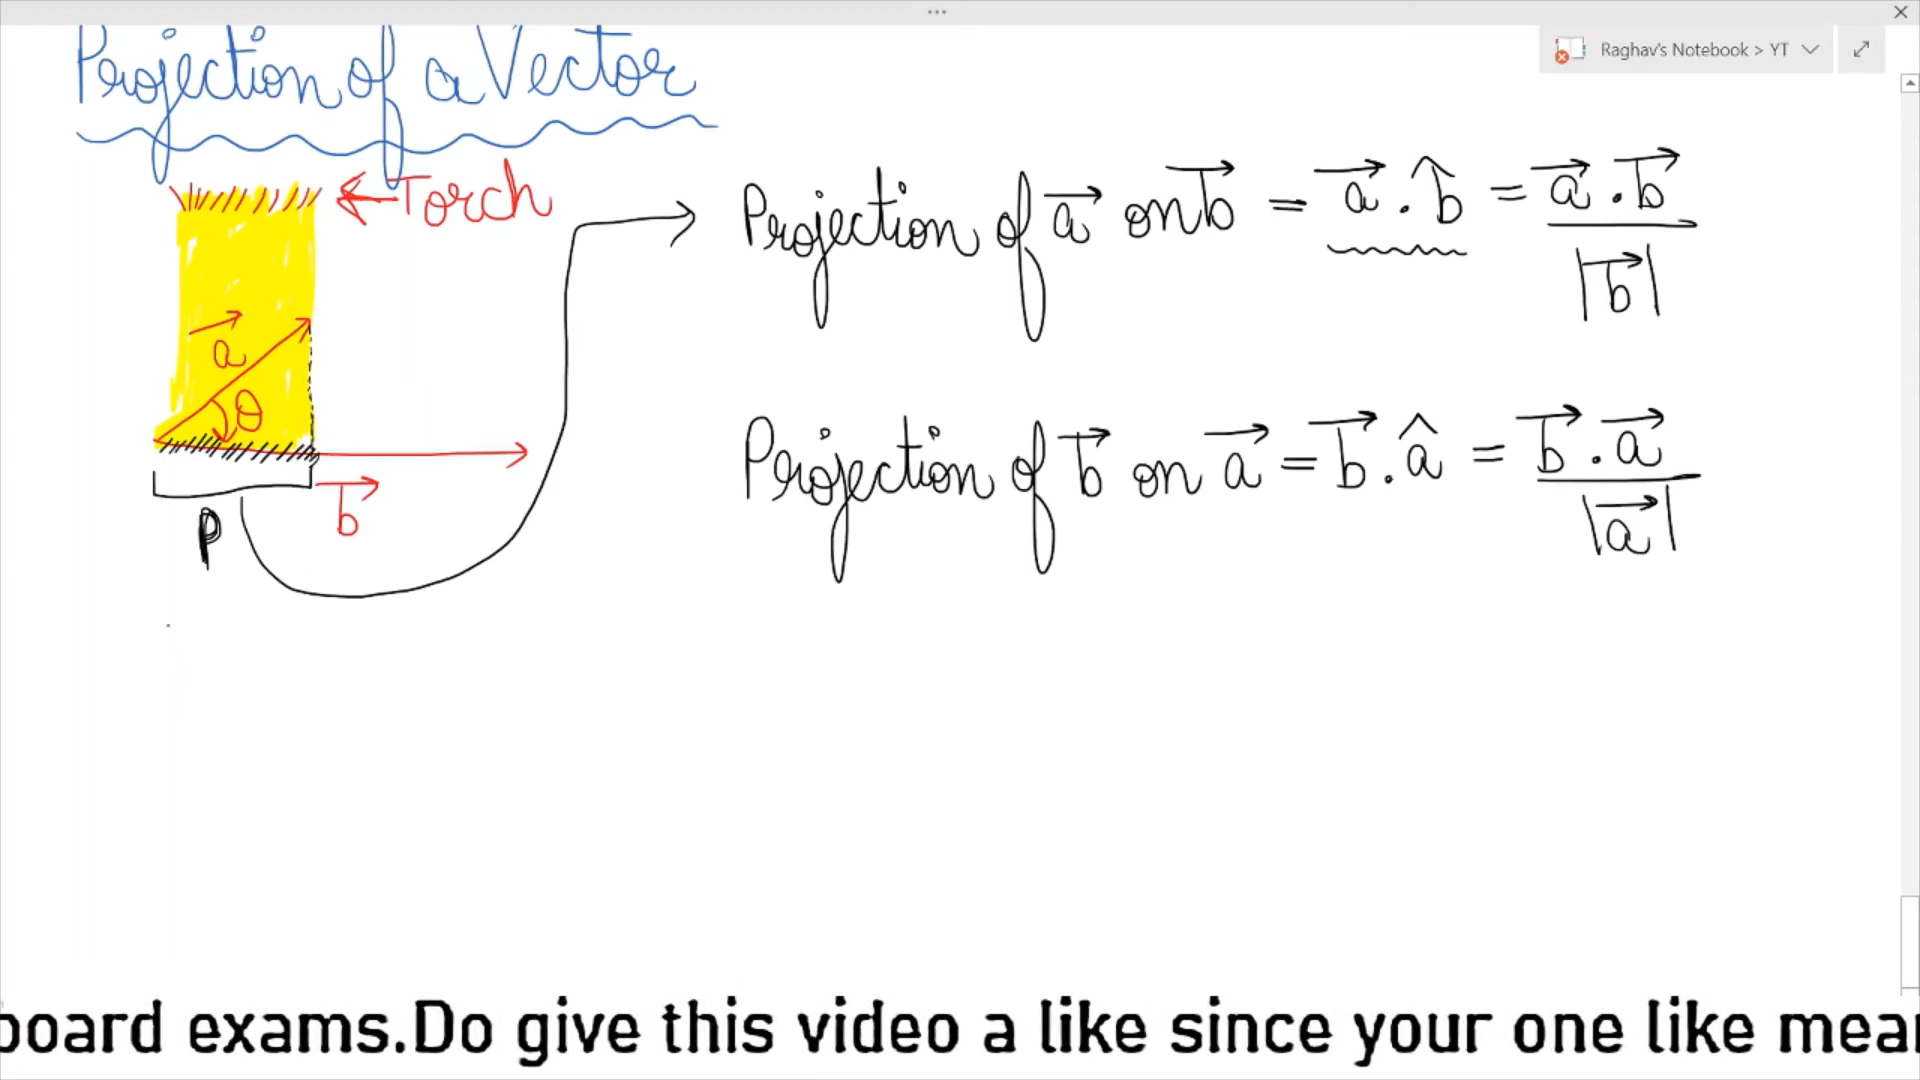 Projection of a Vector
Raghav's Notebook > YT
Torch
Projection of a⃗ on b⃗ = a⃗ . b̂ = a⃗ . b⃗
|b⃗|
a⃗
θ
Projection of b⃗ on a⃗ = b⃗ . â = b⃗ . a⃗
|a⃗|
b⃗
P
board exams.Do give this video a like since your one like mea